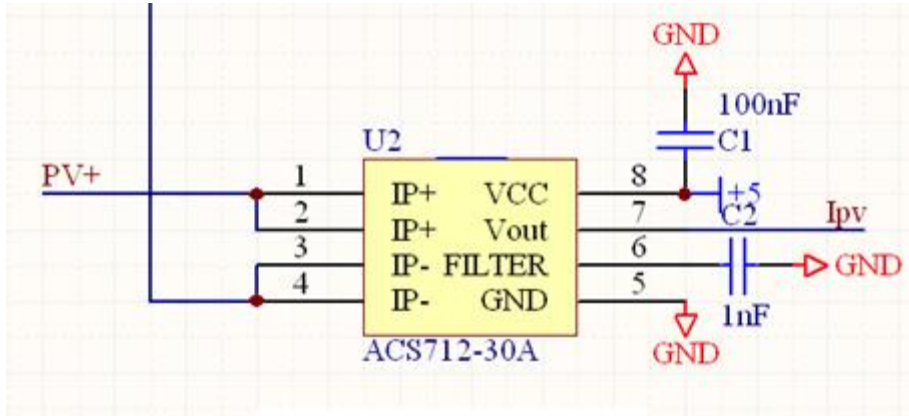 GND
100nF
C1
U2
PV+
1 IP+ VCC 8
+5
2 IP+ Vout 7
C2
Ipv
3 IP- FILTER 6
GND
4 IP- GND 5
1nF
ACS712-30A
GND